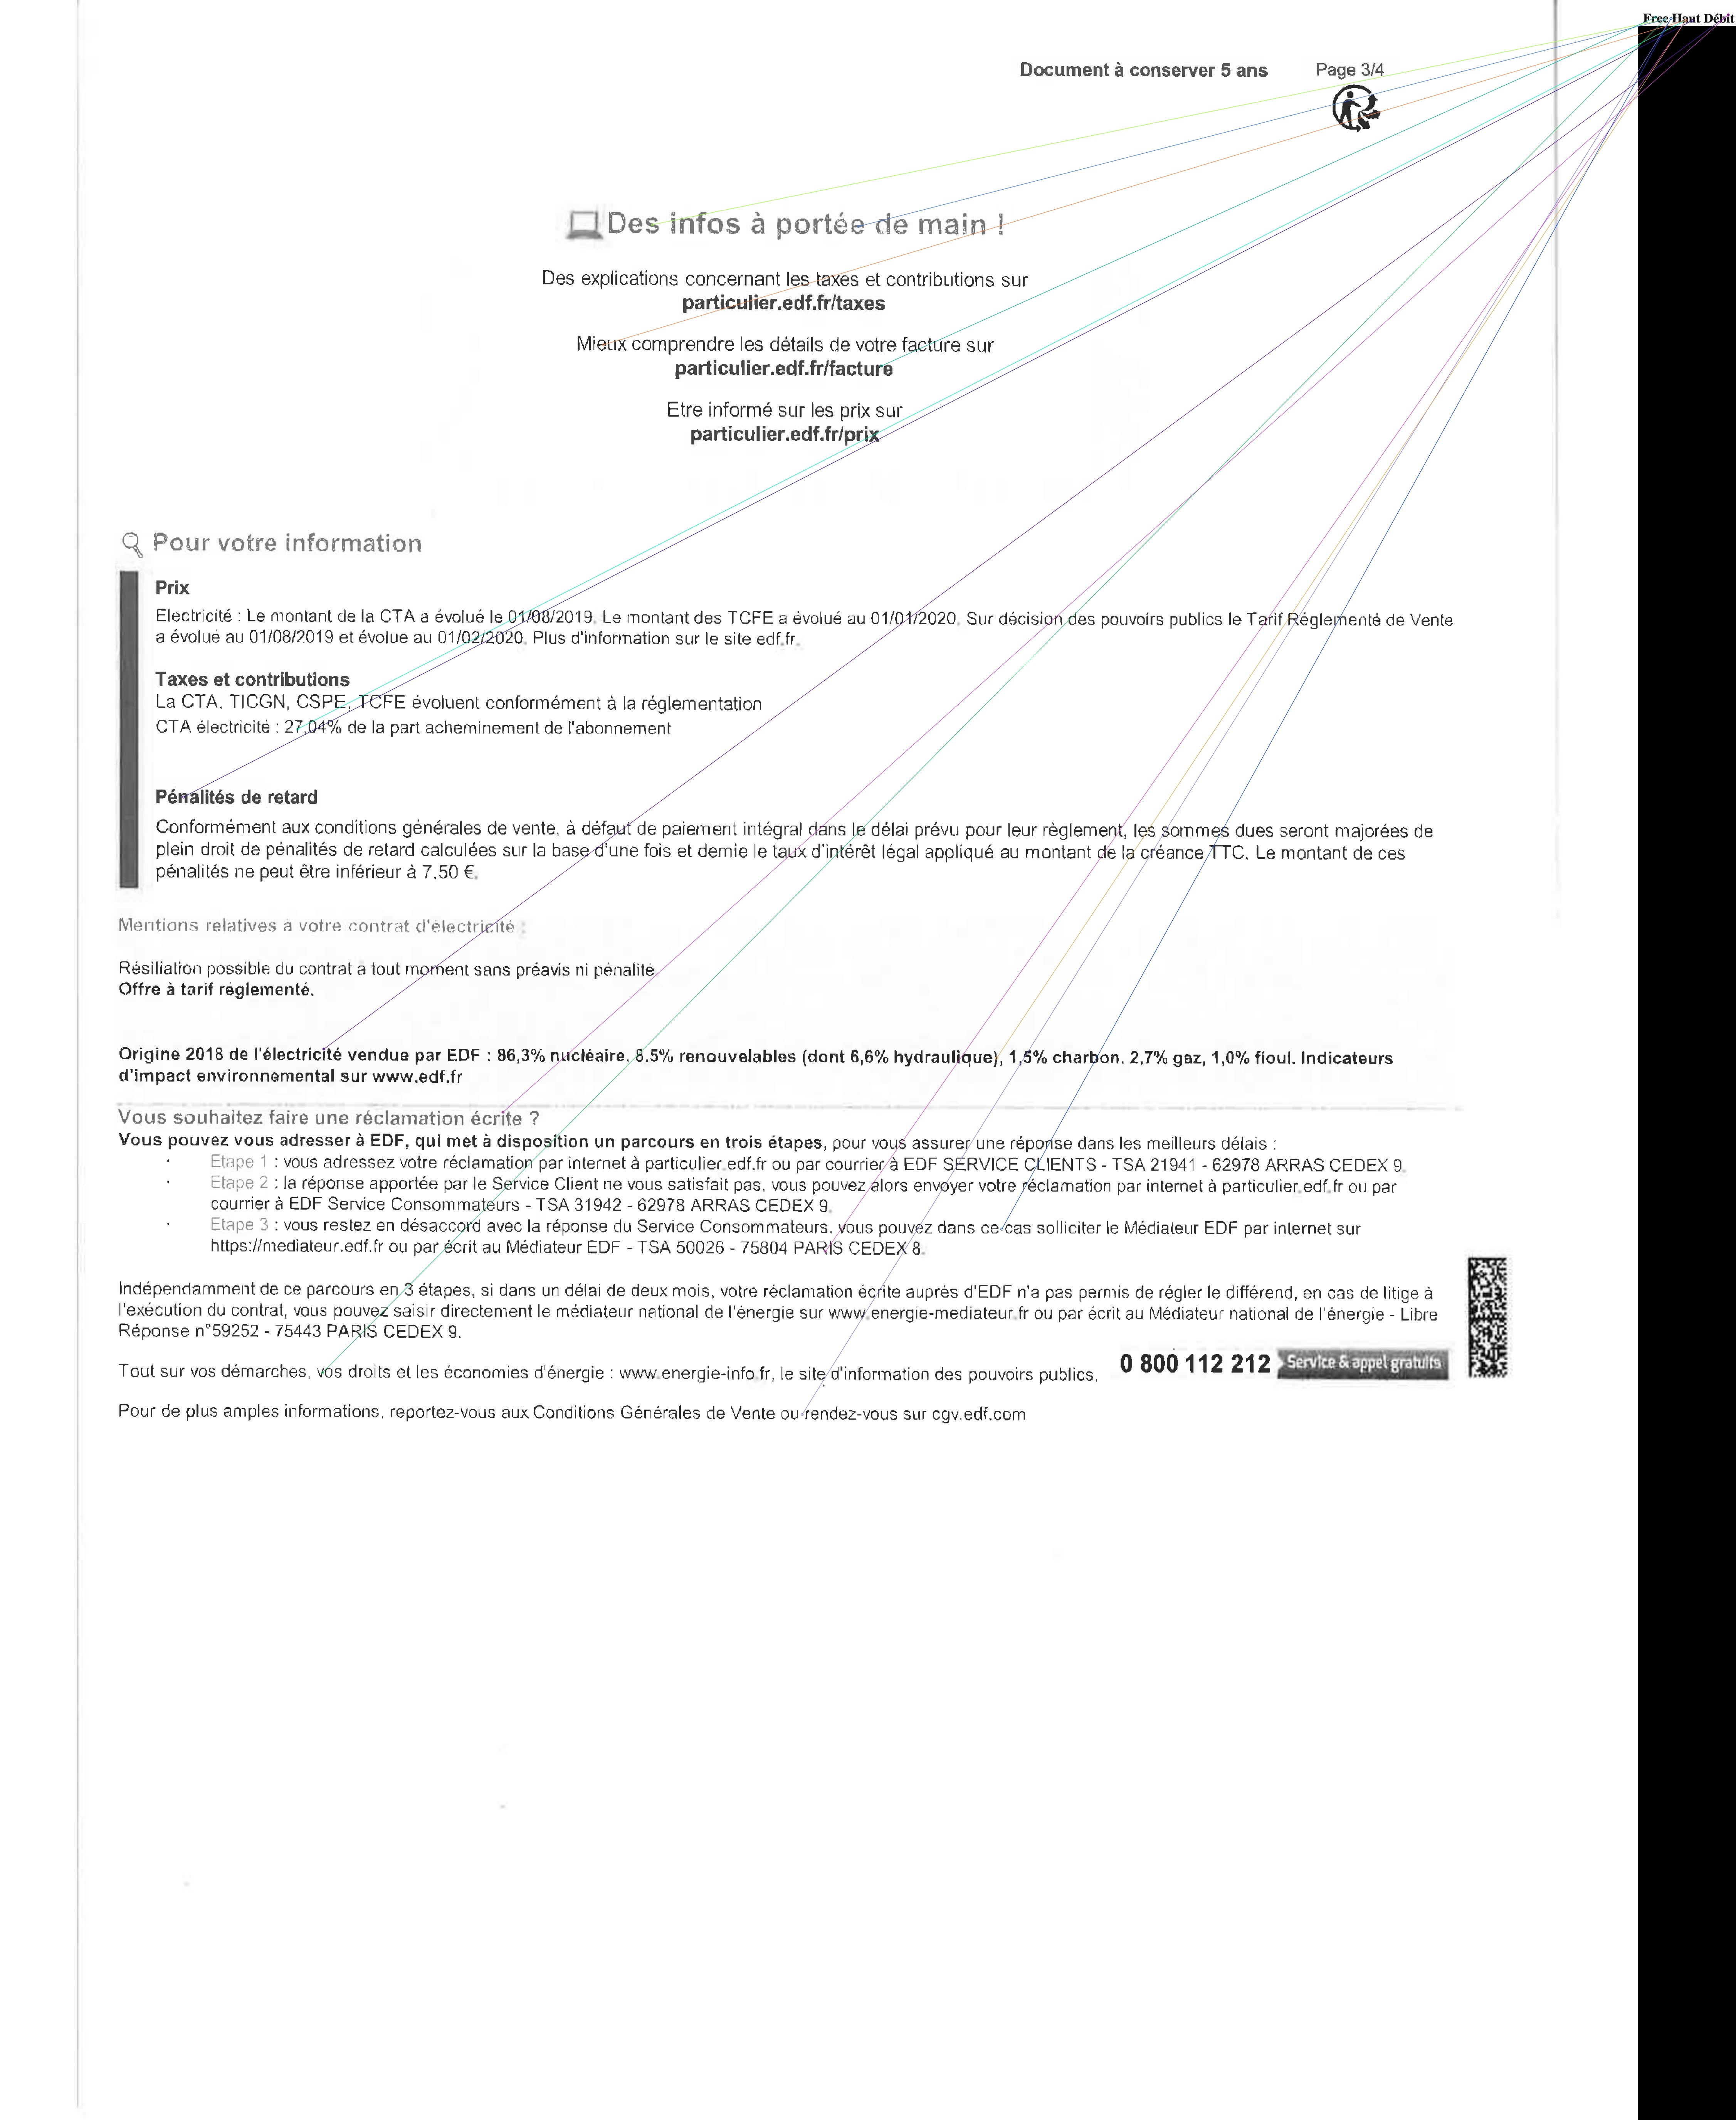 Free Haut Débit
Document à conserver 5 ans Page 3/4
Des infos à portée de main !
Des explications concernant les taxes et contributions sur
particulier.edf.fr/taxes
Mieux comprendre les détails de votre facture sur
particulier.edf.fr/facture
Etre informé sur les prix sur
particulier.edf.fr/prix
Pour votre information
Prix
Electricité : Le montant de la CTA a évolué le 01/08/2019. Le montant des TCFE a évolué au 01/01/2020. Sur décision des pouvoirs publics le Tarif Réglementé de Vente
a évolué au 01/08/2019 et évolue au 01/02/2020. Plus d'information sur le site edf.fr.
Taxes et contributions
La CTA, TICGN, CSPE, TCFE évoluent conformément à la réglementation
CTA électricité : 27,04% de la part acheminement de l'abonnement
Pénalités de retard
Conformément aux conditions générales de vente, à défaut de paiement intégral dans le délai prévu pour leur règlement, les sommes dues seront majorées de
plein droit de pénalités de retard calculées sur la base d'une fois et demie le taux d'intérêt légal appliqué au montant de la créance TTC. Le montant de ces
pénalités ne peut être inférieur à 7.50 €.
Mentions relatives à votre contrat d'électricité :
Résiliation possible du contrat à tout moment sans préavis ni pénalité.
Offre à tarif réglementé.
Origine 2018 de l'électricité vendue par EDF : 86,3% nucléaire, 8.5% renouvelables (dont 6,6% hydraulique), 1,5% charbon, 2,7% gaz, 1,0% fioul. Indicateurs
d'impact environnemental sur www.edf.fr
Vous souhaitez faire une réclamation écrite ?
Vous pouvez vous adresser à EDF, qui met à disposition un parcours en trois étapes, pour vous assurer une réponse dans les meilleurs délais :
· Etape 1 : vous adressez votre réclamation par internet à particulier.edf.fr ou par courrier à EDF SERVICE CLIENTS - TSA 21941 - 62978 ARRAS CEDEX 9.
· Etape 2 : la réponse apportée par le Service Client ne vous satisfait pas, vous pouvez alors envoyer votre réclamation par internet à particulier.edf.fr ou par
courrier à EDF Service Consommateurs - TSA 31942 - 62978 ARRAS CEDEX 9.
· Etape 3 : vous restez en désaccord avec la réponse du Service Consommateurs, vous pouvez dans ce cas solliciter le Médiateur EDF par internet sur
https://mediateur.edf.fr ou par écrit au Médiateur EDF - TSA 50026 - 75804 PARIS CEDEX 8.
Indépendamment de ce parcours en 3 étapes, si dans un délai de deux mois, votre réclamation écrite auprès d'EDF n'a pas permis de régler le différend, en cas de litige à
l'exécution du contrat, vous pouvez saisir directement le médiateur national de l'énergie sur www.energie-mediateur.fr ou par écrit au Médiateur national de l'énergie - Libre
Réponse n°59252 - 75443 PARIS CEDEX 9.
Tout sur vos démarches, vos droits et les économies d'énergie : www.energie-info.fr, le site d'information des pouvoirs publics. 0 800 112 212 Service & appel gratuits
Pour de plus amples informations, reportez-vous aux Conditions Générales de Vente ou rendez-vous sur cgv.edf.com